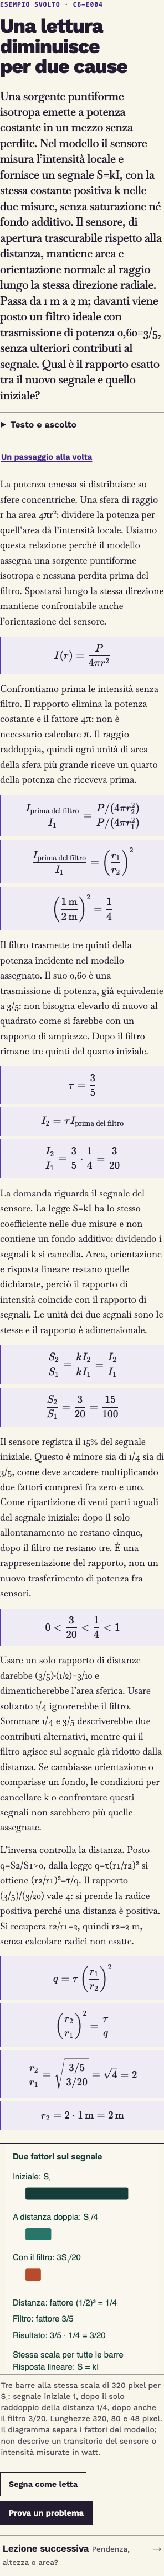 ESEMPIO SVOLTO · C6-E004
Una lettura
diminuisce
per due cause
Una sorgente puntiforme
isotropa emette a potenza
costante in un mezzo senza
perdite. Nel modello il sensore
misura l'intensità locale e
fornisce un segnale S=kI, con la
stessa costante positiva k nelle
due misure, senza saturazione né
fondo additivo. Il sensore, di
apertura trascurabile rispetto alla
distanza, mantiene area e
orientazione normale al raggio
lungo la stessa direzione radiale.
Passa da 1 m a 2 m; davanti viene
posto un filtro ideale con
trasmissione di potenza 0,60=3/5,
senza ulteriori contributi al
segnale. Qual è il rapporto esatto
tra il nuovo segnale e quello
iniziale?
▶ Testo e ascolto
Un passaggio alla volta
La potenza emessa si distribuisce su
sfere concentriche. Una sfera di raggio
r ha area 4πr²: dividere la potenza per
quell'area dà l'intensità locale. Usiamo
questa relazione perché il modello
assegna una sorgente puntiforme
isotropa e nessuna perdita prima del
filtro. Spostarsi lungo la stessa direzione
mantiene confrontabile anche
l'orientazione del sensore.
I(r) = P / 4πr²
Confrontiamo prima le intensità senza
filtro. Il rapporto elimina la potenza
costante e il fattore 4π: non è
necessario calcolare π. Il raggio
raddoppia, quindi ogni unità di area
della sfera più grande riceve un quarto
della potenza che riceveva prima.
I prima del filtro / I₁ = P/(4πr₂²) / P/(4πr₁²)
I prima del filtro / I₁ = (r₁ / r₂)²
(1 m / 2 m)² = 1/4
Il filtro trasmette tre quinti della
potenza incidente nel modello
assegnato. Il suo 0,60 è una
trasmissione di potenza, già equivalente
a 3/5: non bisogna elevarlo di nuovo al
quadrato come si farebbe con un
rapporto di ampiezze. Dopo il filtro
rimane tre quinti del quarto iniziale.
τ = 3/5
I₂ = τI prima del filtro
I₂/I₁ = 3/5 · 1/4 = 3/20
La domanda riguarda il segnale del
sensore. La legge S=kI ha lo stesso
coefficiente nelle due misure e non
contiene un fondo additivo: dividendo i
segnali k si cancella. Area, orientazione
e risposta lineare restano quelle
dichiarate, perciò il rapporto di
intensità coincide con il rapporto di
segnali. Le unità dei segnali sono le
stesse e il rapporto è adimensionale.
S₂/S₁ = kI₂/kI₁ = I₂/I₁
S₂/S₁ = 3/20 = 15/100
Il sensore registra il 15% del segnale
iniziale. Questo è minore sia di 1/4 sia di
3/5, come deve accadere moltiplicando
due fattori compresi fra zero e uno.
Come ripartizione di venti parti uguali
del segnale iniziale: dopo il solo
allontanamento ne restano cinque,
dopo il filtro ne restano tre. È una
rappresentazione del rapporto, non un
nuovo trasferimento di potenza fra
sensori.
0 < 3/20 < 1/4 < 1
Usare un solo rapporto di distanze
darebbe (3/5)·(1/2)=3/10 e
dimenticherebbe l'area sferica. Usare
soltanto 1/4 ignorerebbe il filtro.
Sommare 1/4 e 3/5 descriverebbe due
contributi alternativi, mentre qui il
filtro agisce sul segnale già ridotto dalla
distanza. Se cambiasse orientazione o
comparisse un fondo, le condizioni per
cancellare k o confrontare questi
segnali non sarebbero più quelle
assegnate.
L'inversa controlla la distanza. Posto
q=S2/S1>0, dalla legge q=τ(r1/r2)² si
ottiene (r2/r1)²=τ/q. Il rapporto
(3/5)/(3/20) vale 4: si prende la radice
positiva perché una distanza è positiva.
Si recupera r2/r1=2, quindi r2=2 m,
senza calcolare radici non esatte.
q = τ (r₁ / r₂)²
(r₂ / r₁)² = τ/q
r₂/r₁ = √(3/5 / 3/20) = √4 = 2
r₂ = 2 · 1 m = 2 m
Due fattori sul segnale
Iniziale: S₁
A distanza doppia: S₁/4
Con il filtro: 3S₁/20
Distanza: fattore (1/2)² = 1/4
Filtro: fattore 3/5
Risultato: 3/5 · 1/4 = 3/20
Stessa scala per tutte le barre
Risposta lineare: S = kI
Tre barre alla stessa scala di 320 pixel per
S₁: segnale iniziale 1, dopo il solo
raddoppio della distanza 1/4, dopo anche
il filtro 3/20. Lunghezze 320, 80 e 48 pixel.
Il diagramma separa i fattori del modello;
non descrive un transitorio del sensore né
intensità misurate in watt.
Segna come letta
Prova un problema
Lezione successiva Pendenza, →
altezza o area?